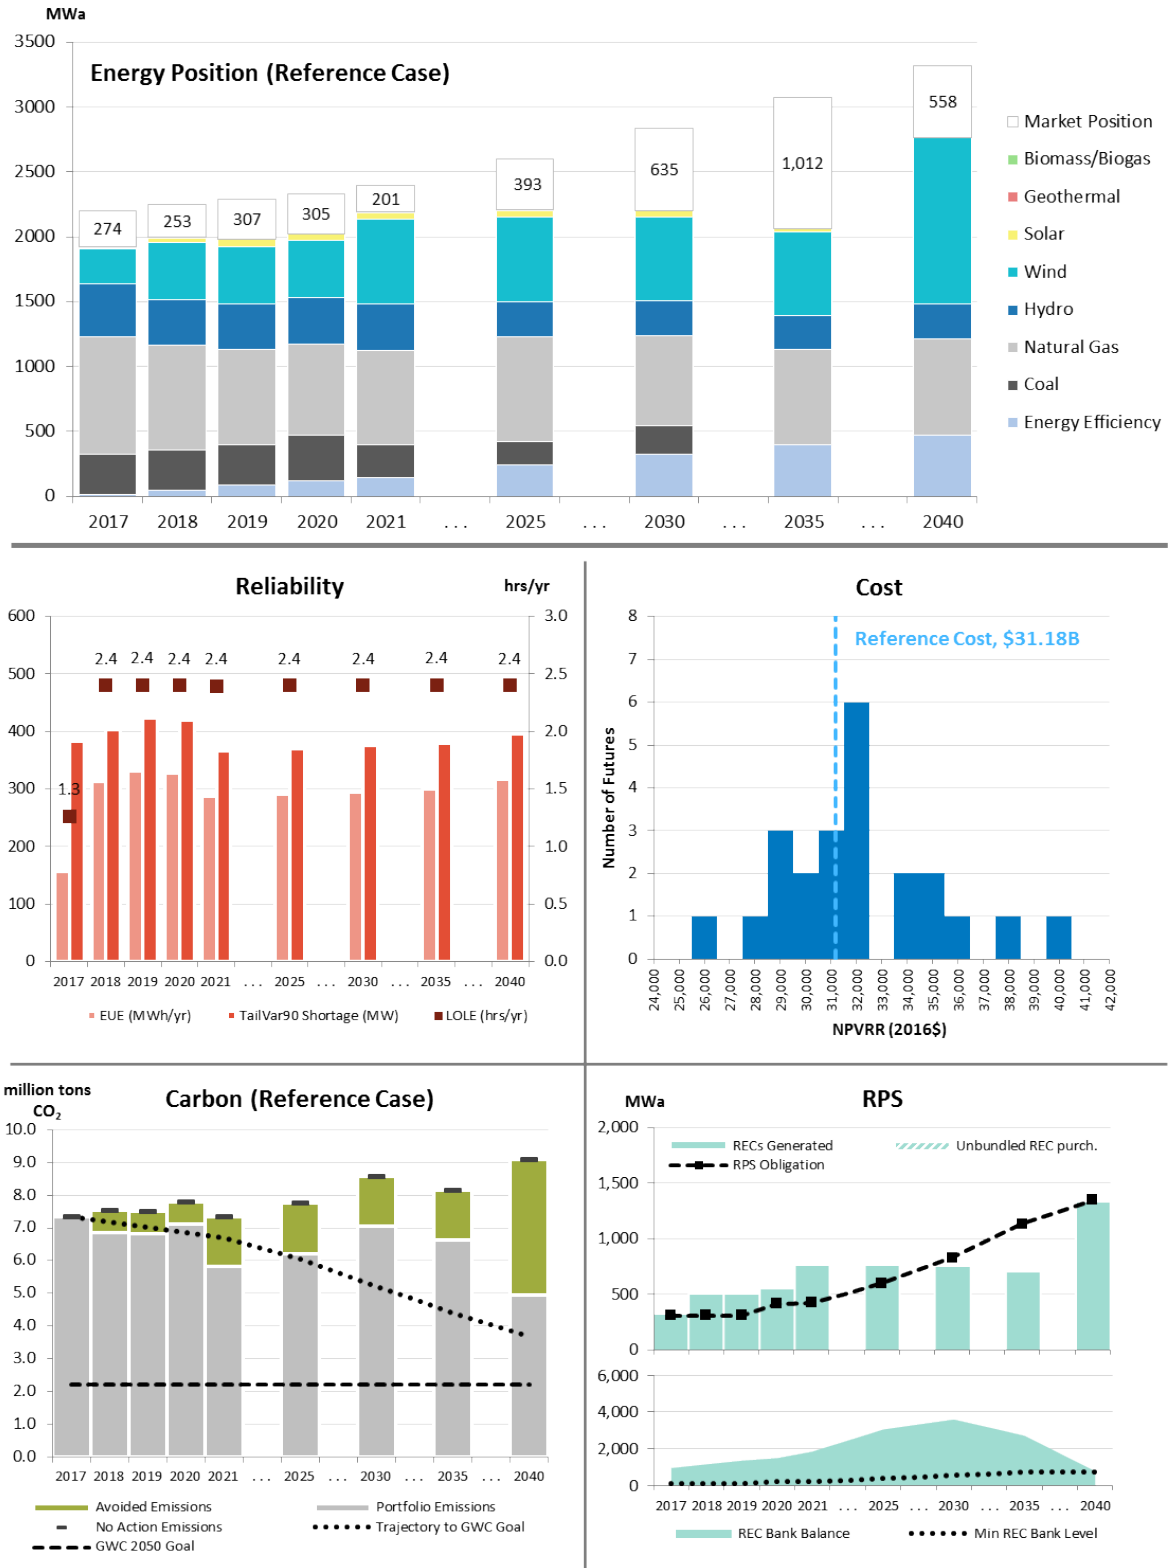 MWa
Energy Position (Reference Case)
3500
3000
2500
2000
1500
1000
500
0
274
253
307
305
201
393
635
1,012
558
2017
2018
2019
2020
2021
. . .
2025
. . .
2030
. . .
2035
. . .
2040
Market Position
Biomass/Biogas
Geothermal
Solar
Wind
Hydro
Natural Gas
Coal
Energy Efficiency
Reliability
hrs/yr
600
500
400
300
200
100
0
3.0
2.5
2.0
1.5
1.0
0.5
0.0
1.3
2.4
2.4
2.4
2.4
2.4
2.4
2.4
2.4
2017
2018
2019
2020
2021
. . .
2025
. . .
2030
. . .
2035
. . .
2040
EUE (MWh/yr)
TailVar90 Shortage (MW)
LOLE (hrs/yr)
Cost
Reference Cost, $31.18B
Number of Futures
8
7
6
5
4
3
2
1
0
24,000
25,000
26,000
27,000
28,000
29,000
30,000
31,000
32,000
33,000
34,000
35,000
36,000
37,000
38,000
39,000
40,000
41,000
42,000
NPVRR (2016$)
million tons
CO2
Carbon (Reference Case)
10.0
9.0
8.0
7.0
6.0
5.0
4.0
3.0
2.0
1.0
0.0
2017
2018
2019
2020
2021
. . .
2025
. . .
2030
. . .
2035
. . .
2040
Avoided Emissions
Portfolio Emissions
No Action Emissions
Trajectory to GWC Goal
GWC 2050 Goal
MWa
RPS
2,000
1,500
1,000
500
0
RECs Generated
Unbundled REC purch.
RPS Obligation
6,000
4,000
2,000
0
2017
2018
2019
2020
2021
. . .
2025
. . .
2030
. . .
2035
. . .
2040
REC Bank Balance
Min REC Bank Level